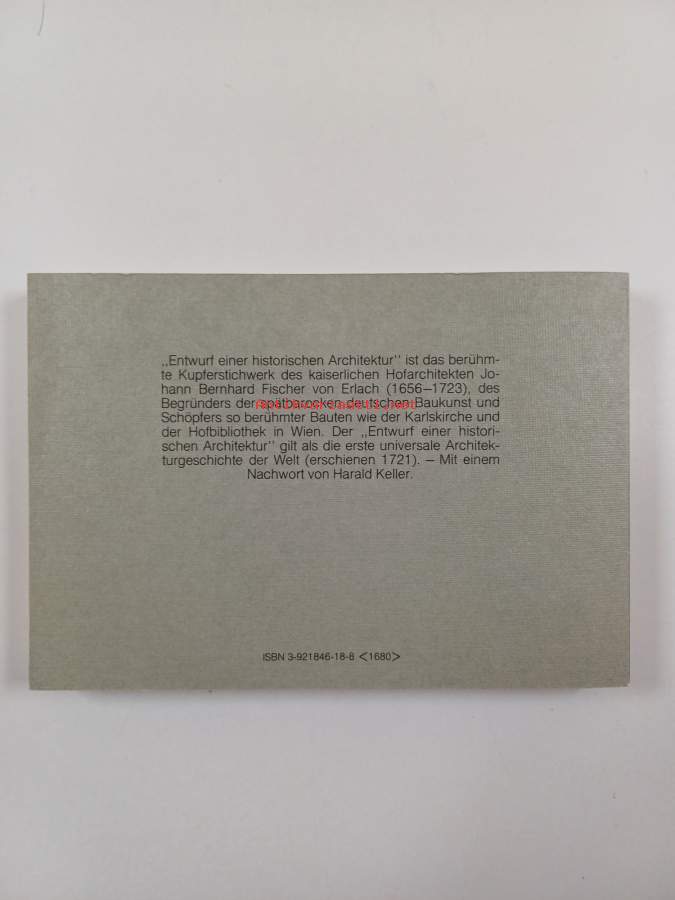 „Entwurf einer historischen Architektur" ist das berühm-
te Kupferstichwerk des kaiserlichen Hofarchitekten Jo-
hann Bernhard Fischer von Erlach (1656–1723), des
Begründers der spätbarocken deutschen Baukunst und
Schöpfers so berühmter Bauten wie der Karlskirche und
der Hofbibliothek in Wien. Der „Entwurf einer histori-
schen Architektur" gilt als die erste universale Architek-
turgeschichte der Welt (erschienen 1721). – Mit einem
Nachwort von Harald Keller.
ISBN 3-921846-18-8 <1680>